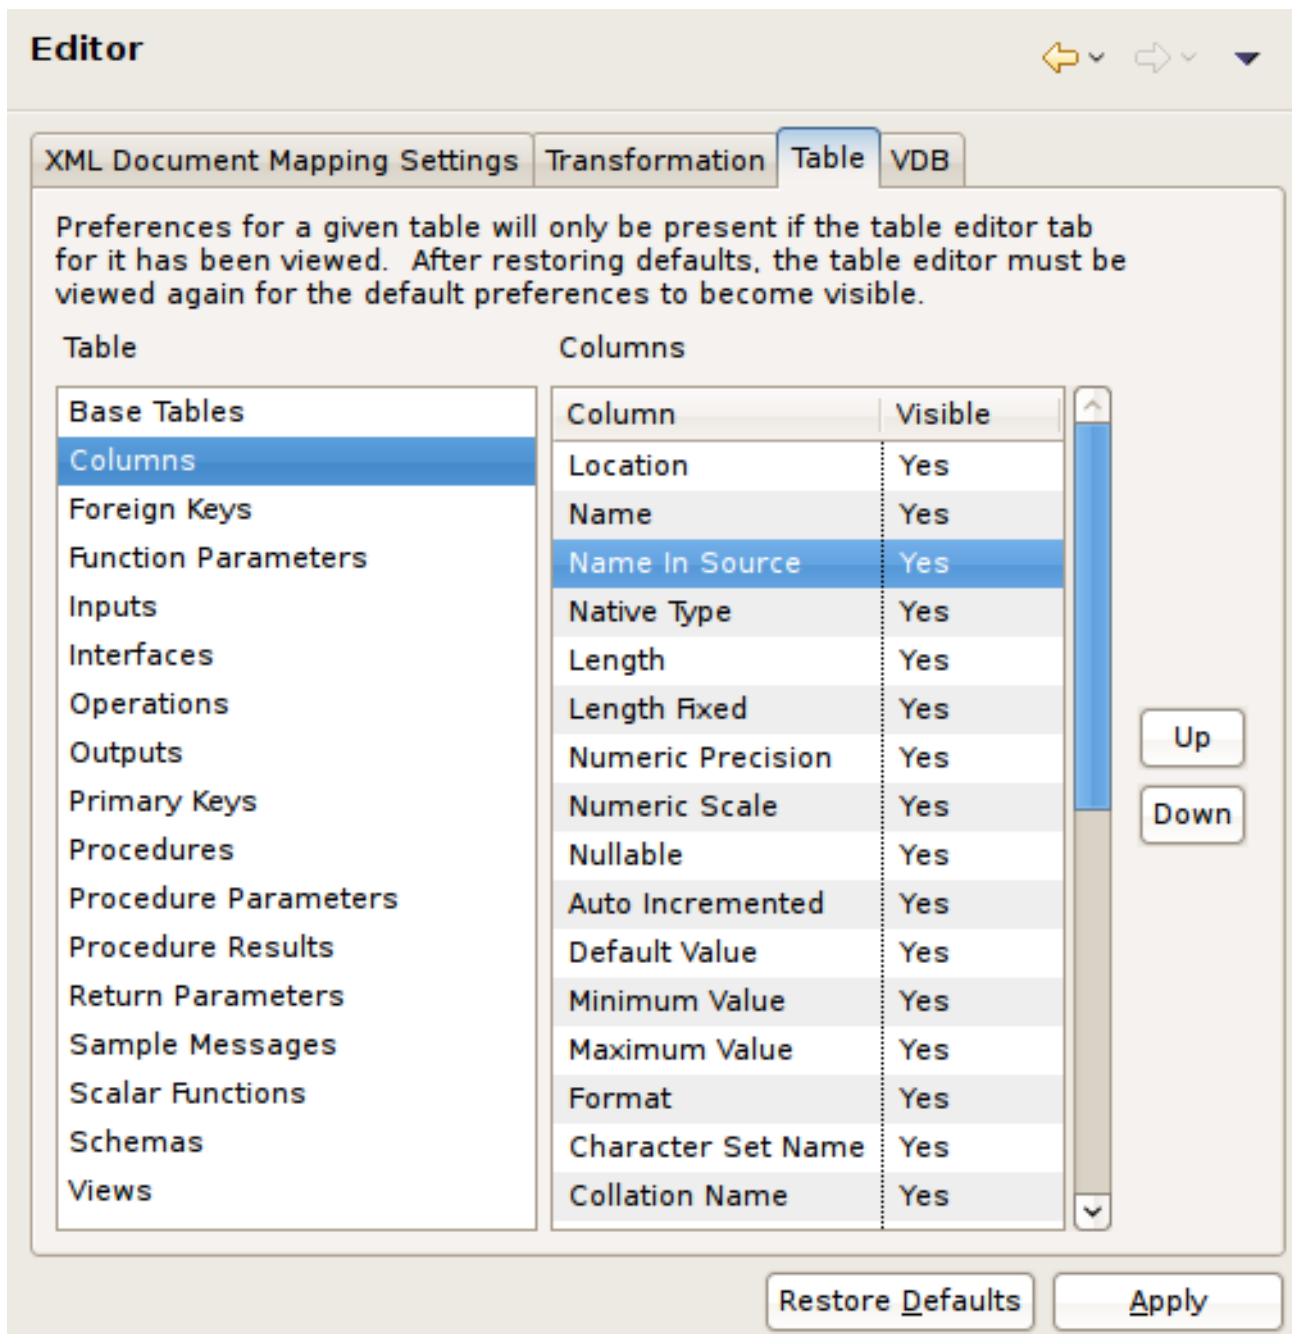 Editor
XML Document Mapping Settings Transformation Table VDB
Preferences for a given table will only be present if the table editor tab
for it has been viewed.  After restoring defaults, the table editor must be
viewed again for the default preferences to become visible.
Table
Base Tables
Columns
Foreign Keys
Function Parameters
Inputs
Interfaces
Operations
Outputs
Primary Keys
Procedures
Procedure Parameters
Procedure Results
Return Parameters
Sample Messages
Scalar Functions
Schemas
Views
Columns
Column Visible
Location Yes
Name Yes
Name In Source Yes
Native Type Yes
Length Yes
Length Fixed Yes
Numeric Precision Yes
Numeric Scale Yes
Nullable Yes
Auto Incremented Yes
Default Value Yes
Minimum Value Yes
Maximum Value Yes
Format Yes
Character Set Name Yes
Collation Name Yes
Up
Down
Restore Defaults Apply